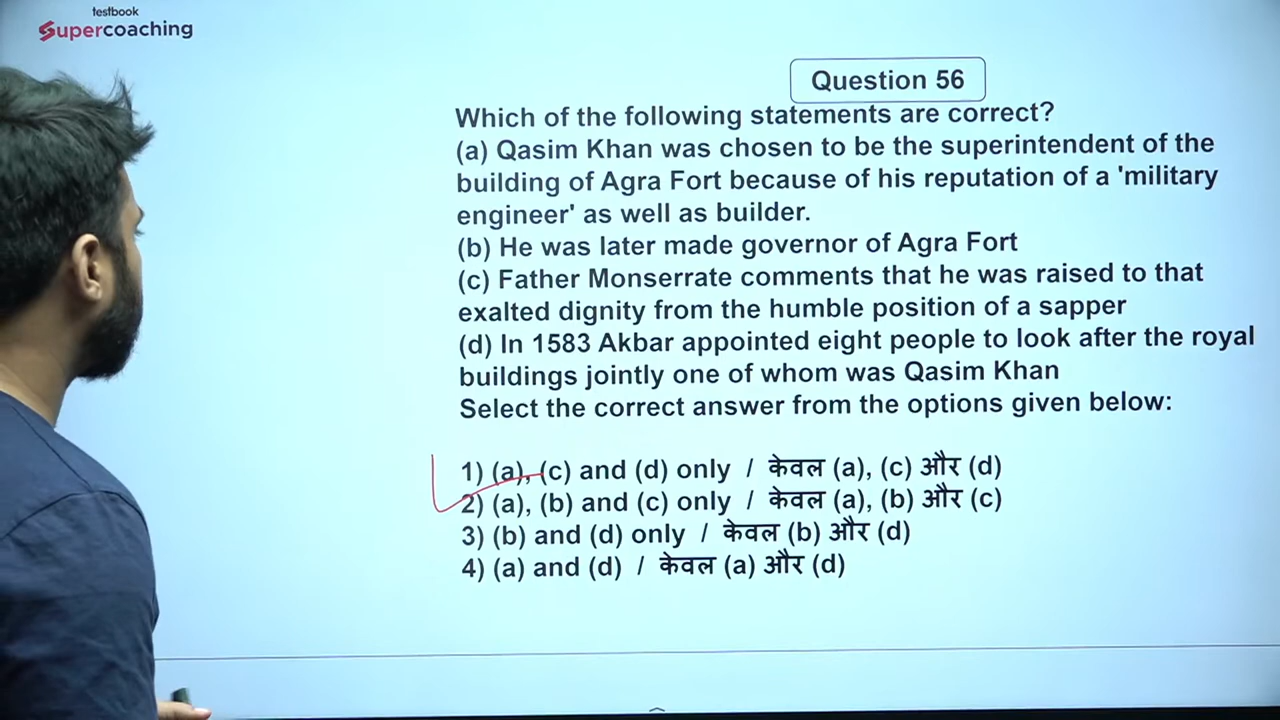 testbook
Supercoaching
Question 56
Which of the following statements are correct?
(a) Qasim Khan was chosen to be the superintendent of the
building of Agra Fort because of his reputation of a 'military
engineer' as well as builder.
(b) He was later made governor of Agra Fort
(c) Father Monserrate comments that he was raised to that
exalted dignity from the humble position of a sapper
(d) In 1583 Akbar appointed eight people to look after the royal
buildings jointly one of whom was Qasim Khan
Select the correct answer from the options given below:
1) (a), (c) and (d) only / केवल (a), (c) और (d)
2) (a), (b) and (c) only / केवल (a), (b) और (c)
3) (b) and (d) only / केवल (b) और (d)
4) (a) and (d) / केवल (a) और (d)